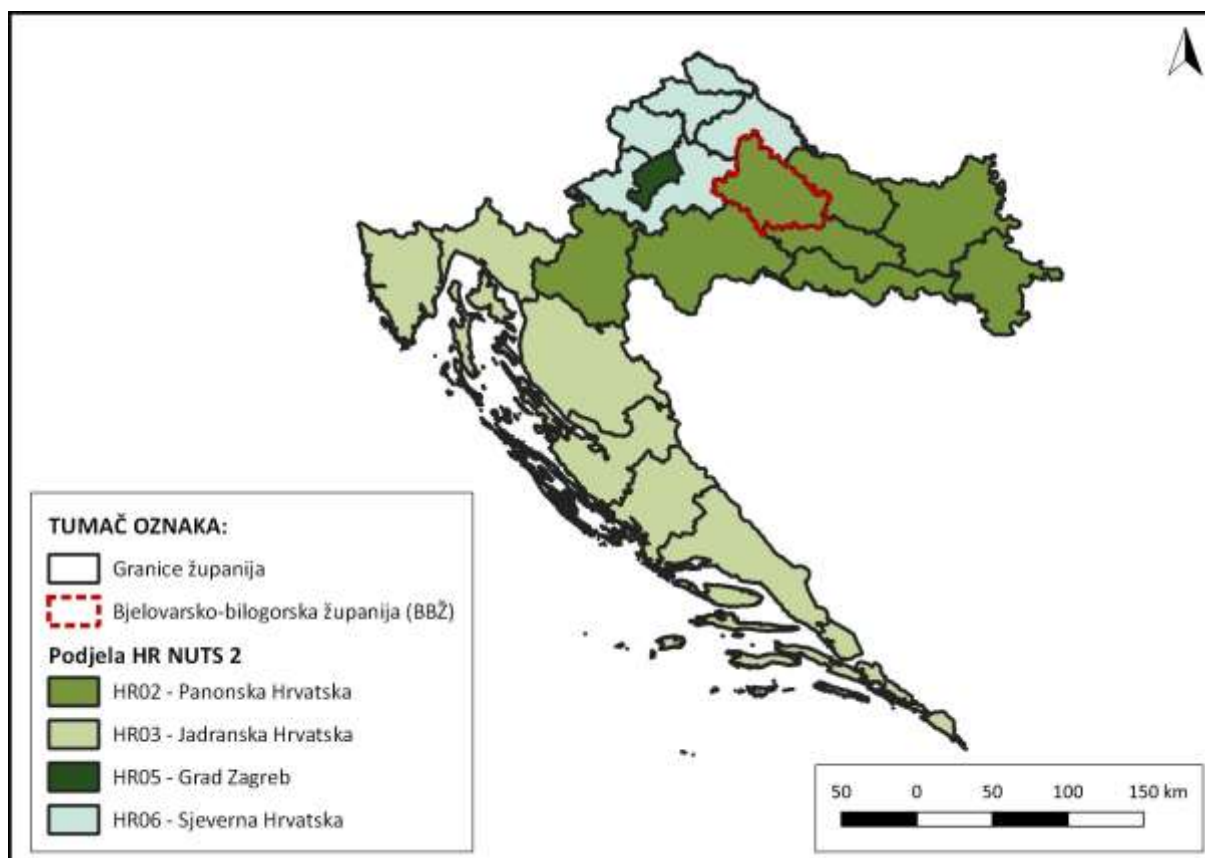 TUMAČ OZNAKA:
Granice županija
Bjelovarsko-bilogorska županija (BBŽ)
Podjela HR NUTS 2
HR02 - Panonska Hrvatska
HR03 - Jadranska Hrvatska
HR05 - Grad Zagreb
HR06 - Sjeverna Hrvatska
50 0 50 100 150 km